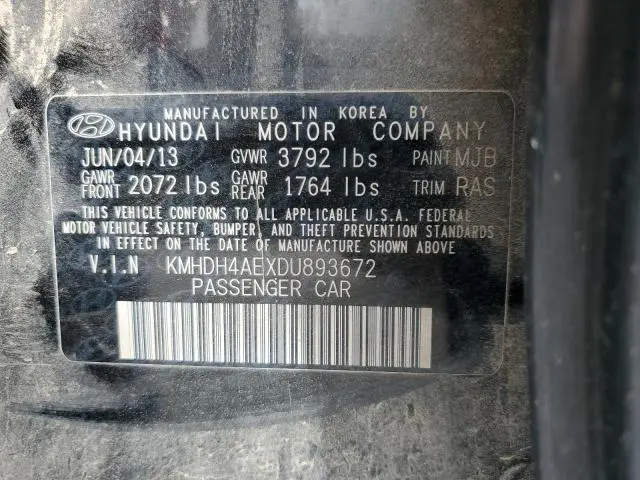 MANUFACTURED IN KOREA BY
HYUNDAI MOTOR COMPANY
JUN/04/13 GVWR 3792 lbs PAINT MJB
GAWR FRONT 2072 lbs GAWR REAR 1764 lbs TRIM RAS
THIS VEHICLE CONFORMS TO ALL APPLICABLE U.S.A. FEDERAL
MOTOR VEHICLE SAFETY, BUMPER, AND THEFT PREVENTION STANDARDS
IN EFFECT ON THE DATE OF MANUFACTURE SHOWN ABOVE
V.I.N KMHDH4AEXDU893672
PASSENGER CAR